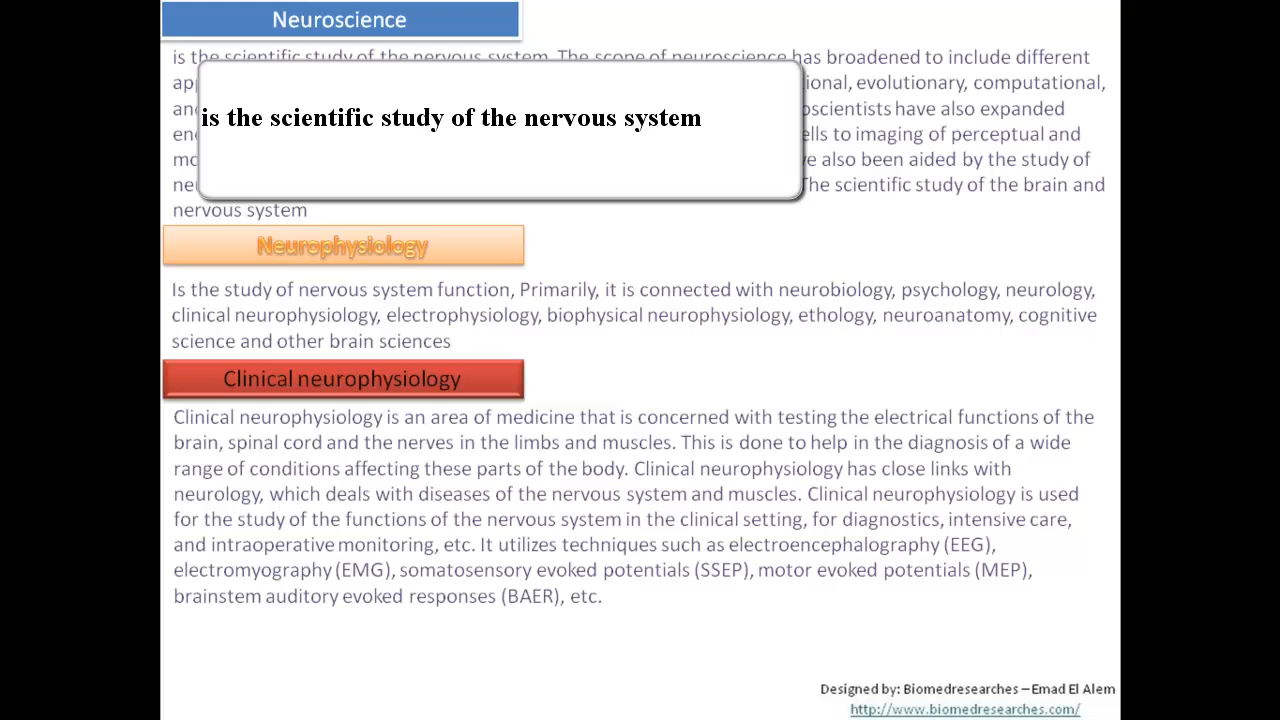 Neuroscience
is the scientific study of the nervous system. The scope of neuroscience has broadened to include different
is the scientific study of the nervous system
ional, evolutionary, computational,
oscientists have also expanded
ells to imaging of perceptual and
also been aided by the study of
The scientific study of the brain and
nervous system
Neurophysiology
Is the study of nervous system function, Primarily, it is connected with neurobiology, psychology, neurology,
clinical neurophysiology, electrophysiology, biophysical neurophysiology, ethology, neuroanatomy, cognitive
science and other brain sciences
Clinical neurophysiology
Clinical neurophysiology is an area of medicine that is concerned with testing the electrical functions of the
brain, spinal cord and the nerves in the limbs and muscles. This is done to help in the diagnosis of a wide
range of conditions affecting these parts of the body. Clinical neurophysiology has close links with
neurology, which deals with diseases of the nervous system and muscles. Clinical neurophysiology is used
for the study of the functions of the nervous system in the clinical setting, for diagnostics, intensive care,
and intraoperative monitoring, etc. It utilizes techniques such as electroencephalography (EEG),
electromyography (EMG), somatosensory evoked potentials (SSEP), motor evoked potentials (MEP),
brainstem auditory evoked responses (BAER), etc.
Designed by: Biomedresearches – Emad El Alem
http://www.biomedresearches.com/